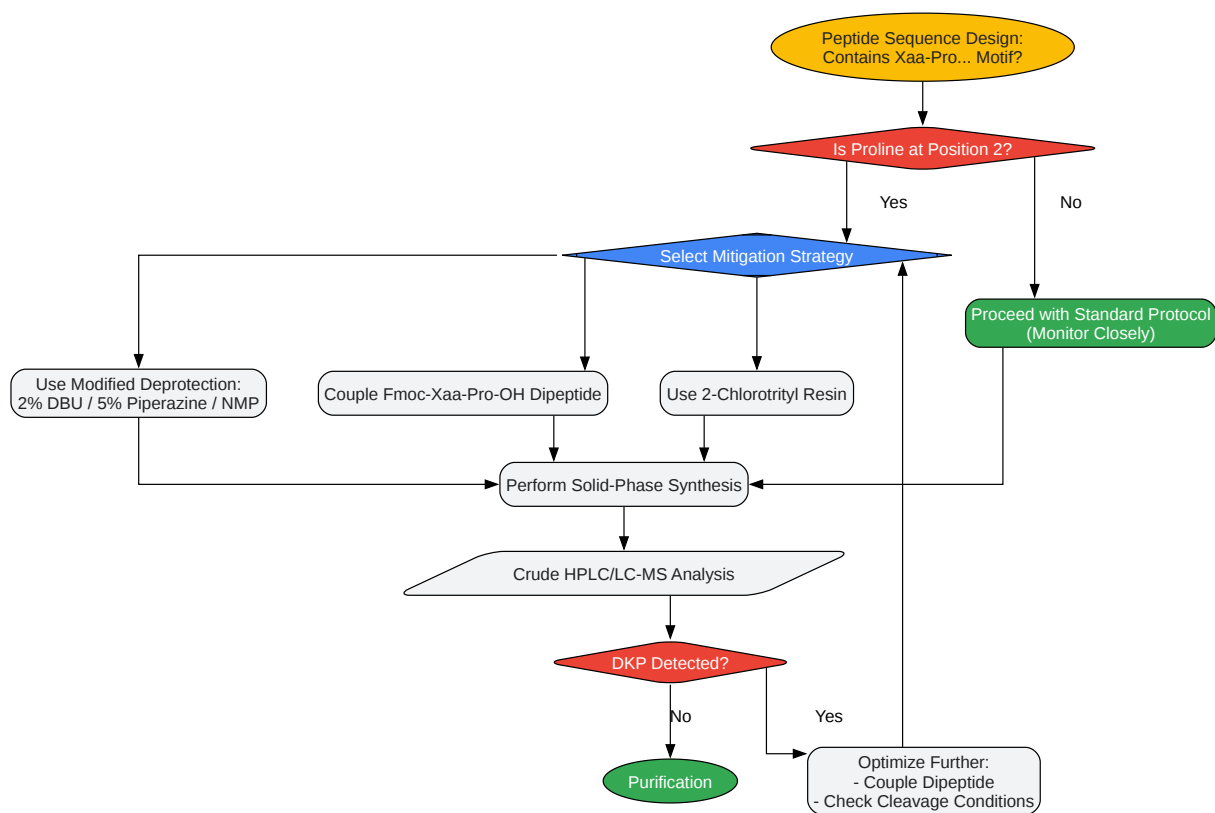 Peptide Sequence Design:
Contains Xaa-Pro... Motif?
Is Proline at Position 2?
Yes
No
Select Mitigation Strategy
Proceed with Standard Protocol
(Monitor Closely)
Use Modified Deprotection:
2% DBU / 5% Piperazine / NMP
Couple Fmoc-Xaa-Pro-OH Dipeptide
Use 2-Chlorotrityl Resin
Perform Solid-Phase Synthesis
Crude HPLC/LC-MS Analysis
DKP Detected?
No
Yes
Purification
Optimize Further:
- Couple Dipeptide
- Check Cleavage Conditions